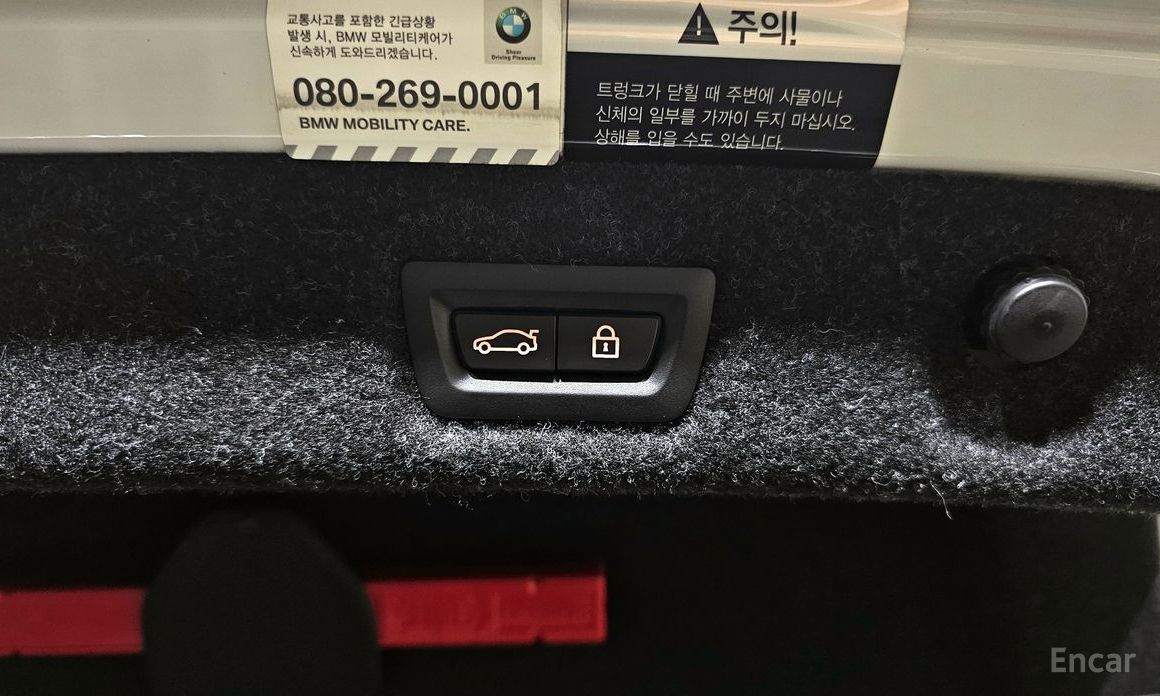 교통사고를 포함한 긴급상황
발생 시, BMW 모빌리티케어가
신속하게 도와드리겠습니다.
BMW
Sheer
Driving Pleasure
080-269-0001
BMW MOBILITY CARE.
주의!
트렁크가 닫힐 때 주변에 사물이나
신체의 일부를 가까이 두지 마십시오.
상해를 입을 수도 있습니다.
Encar